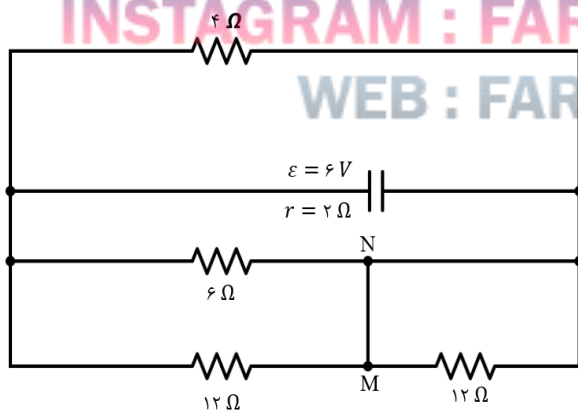 INSTAGRAM : FAR
۴ Ω
WEB : FAR
ε = ۶ V
r = ۲ Ω
N
۶ Ω
M
۱۲ Ω
۱۲ Ω